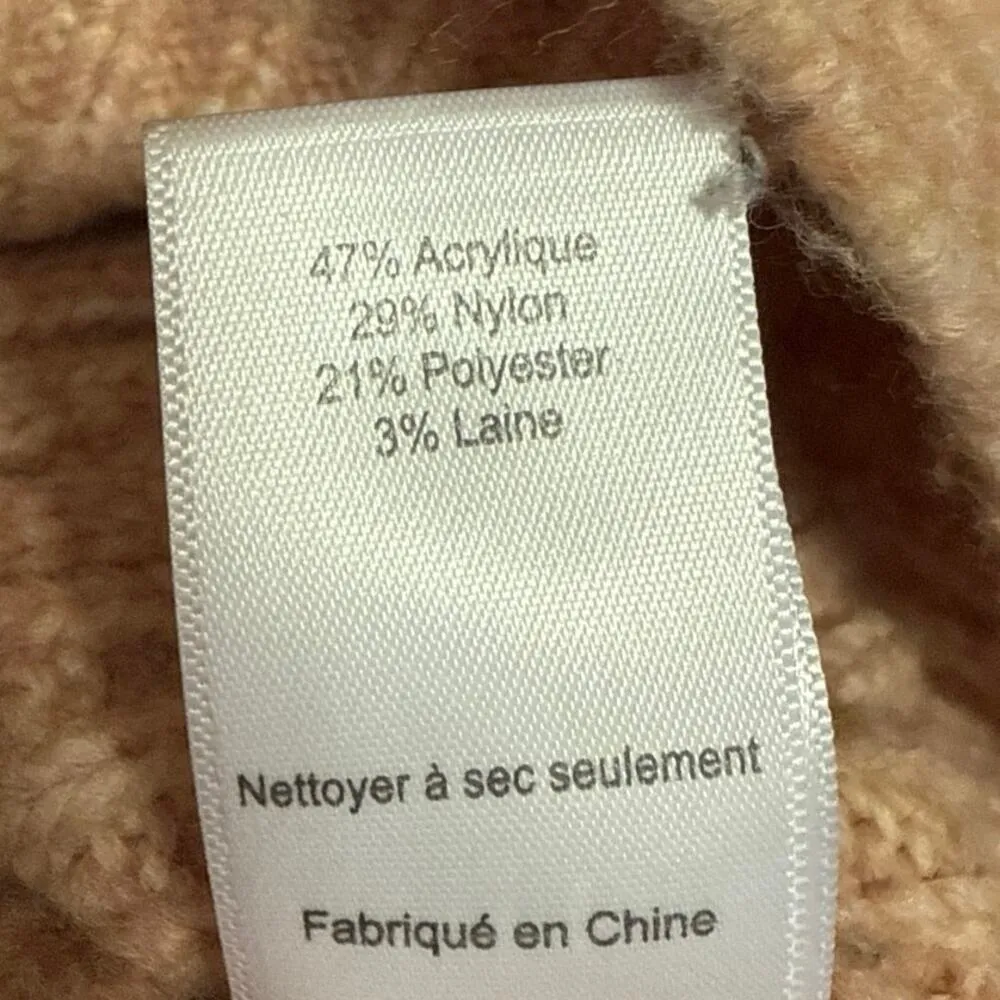 47% Acrylique
29% Nylon
21% Polyester
3% Laine
Nettoyer à sec seulement
Fabriqué en Chine